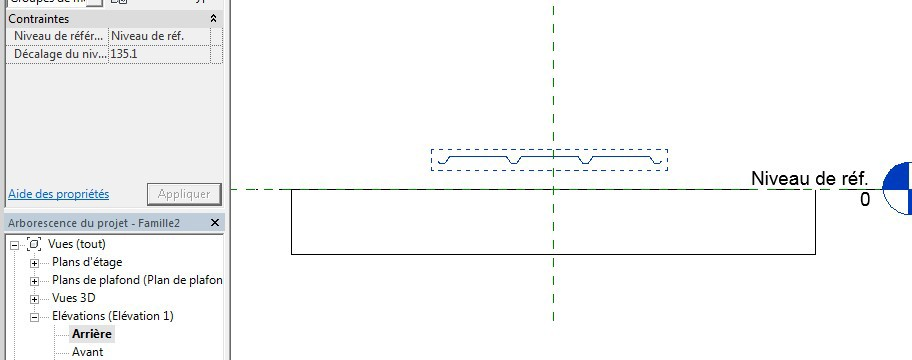 Contraintes
Niveau de référ... Niveau de réf.
Décalage du niv... 135.1
Aide des propriétés Appliquer
Arborescence du projet - Famille2
Vues (tout)
Plans d'étage
Plans de plafond (Plan de plafon
Vues 3D
Elévations (Elévation 1)
Arrière
Avant
Niveau de réf.
0